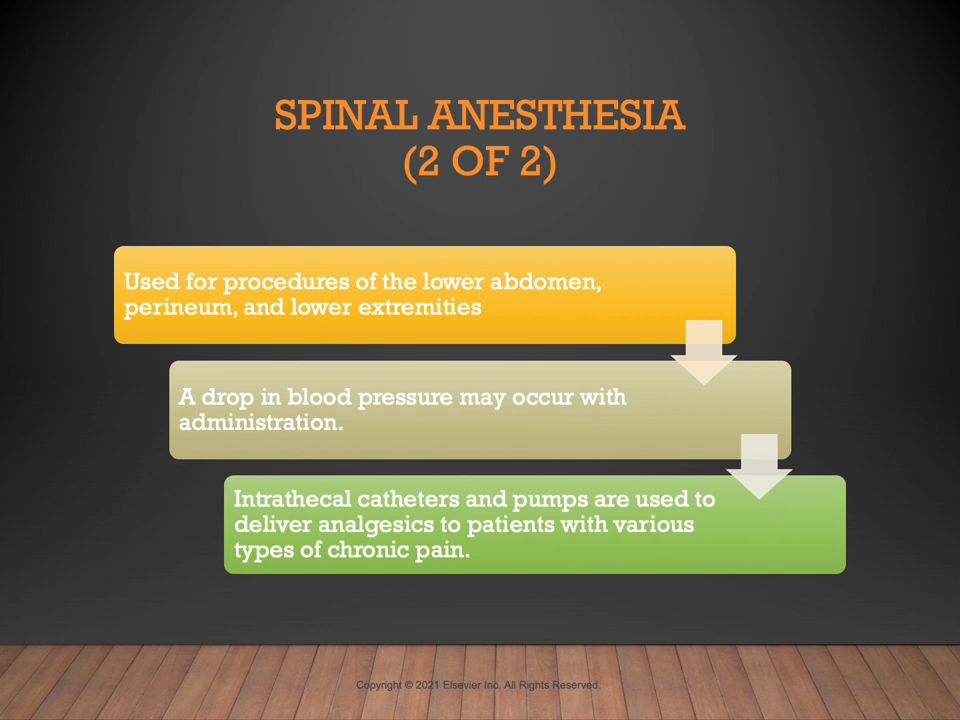 SPINAL ANESTHESIA
(2 OF 2)
Used for procedures of the lower abdomen,
perineum, and lower extremities
A drop in blood pressure may occur with
administration.
Intrathecal catheters and pumps are used to
deliver analgesics to patients with various
types of chronic pain.
Copyright © 2021 Elsevier Inc. All Rights Reserved.